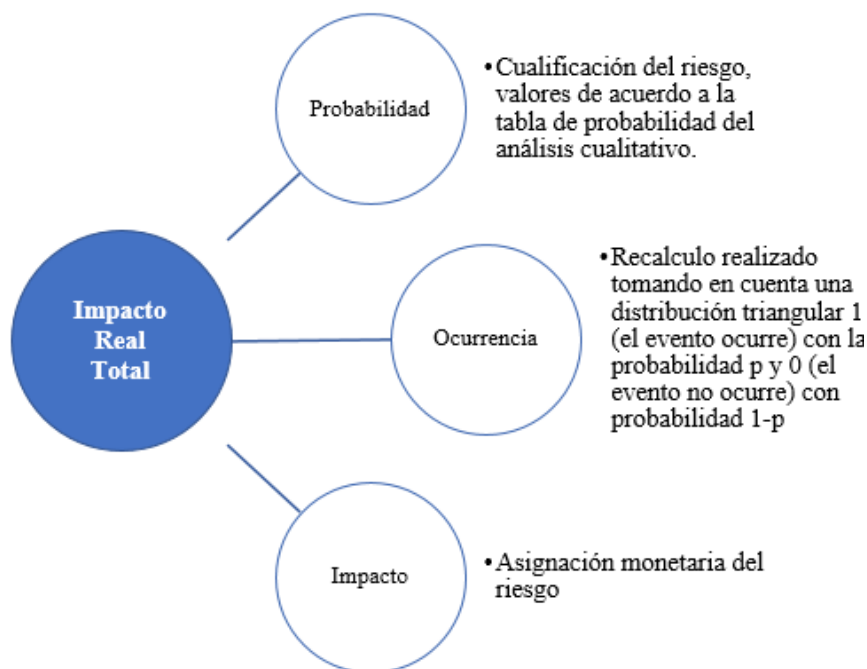 Probabilidad
•Cualificación del riesgo,
valores de acuerdo a la
tabla de probabilidad del
análisis cualitativo.
Impacto
Real
Total
Ocurrencia
•Recalculo realizado
tomando en cuenta una
distribución triangular 1
(el evento ocurre) con la
probabilidad p y 0 (el
evento no ocurre) con
probabilidad 1-p
Impacto
•Asignación monetaria del
riesgo